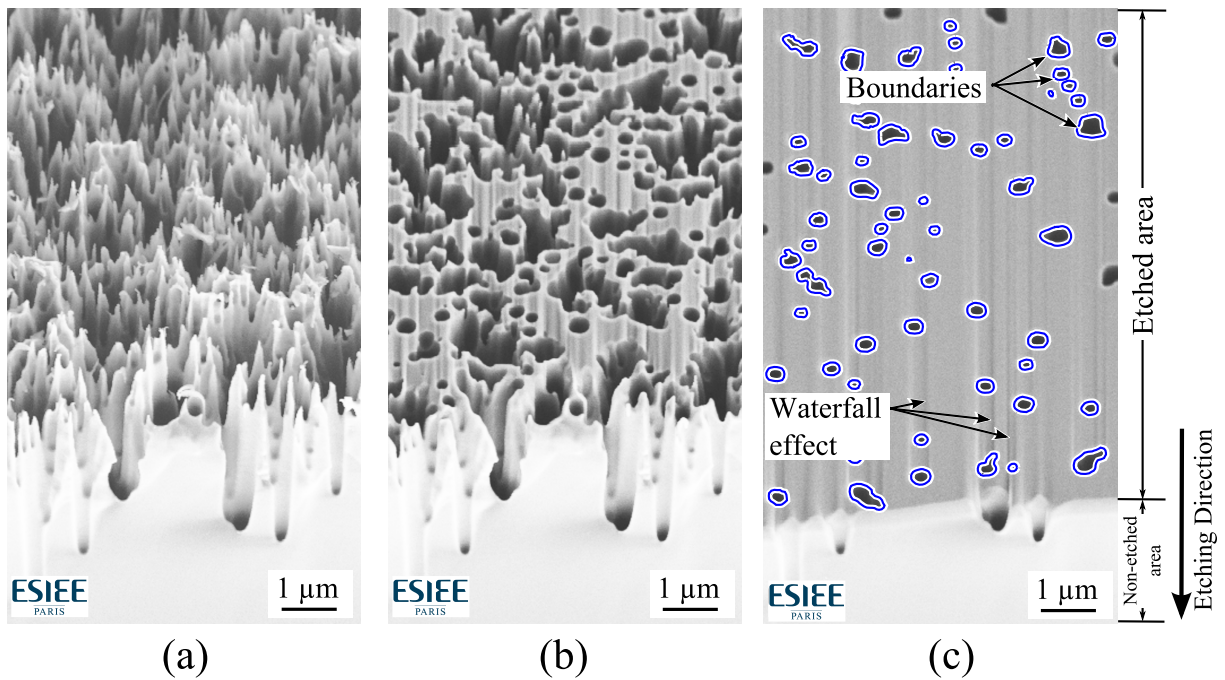 Boundaries
Waterfall
effect
Etched area
Non-etched
area
Etching Direction
ESIEE
PARIS
1 µm
ESIEE
PARIS
1 µm
ESIEE
PARIS
1 µm
(a)
(b)
(c)